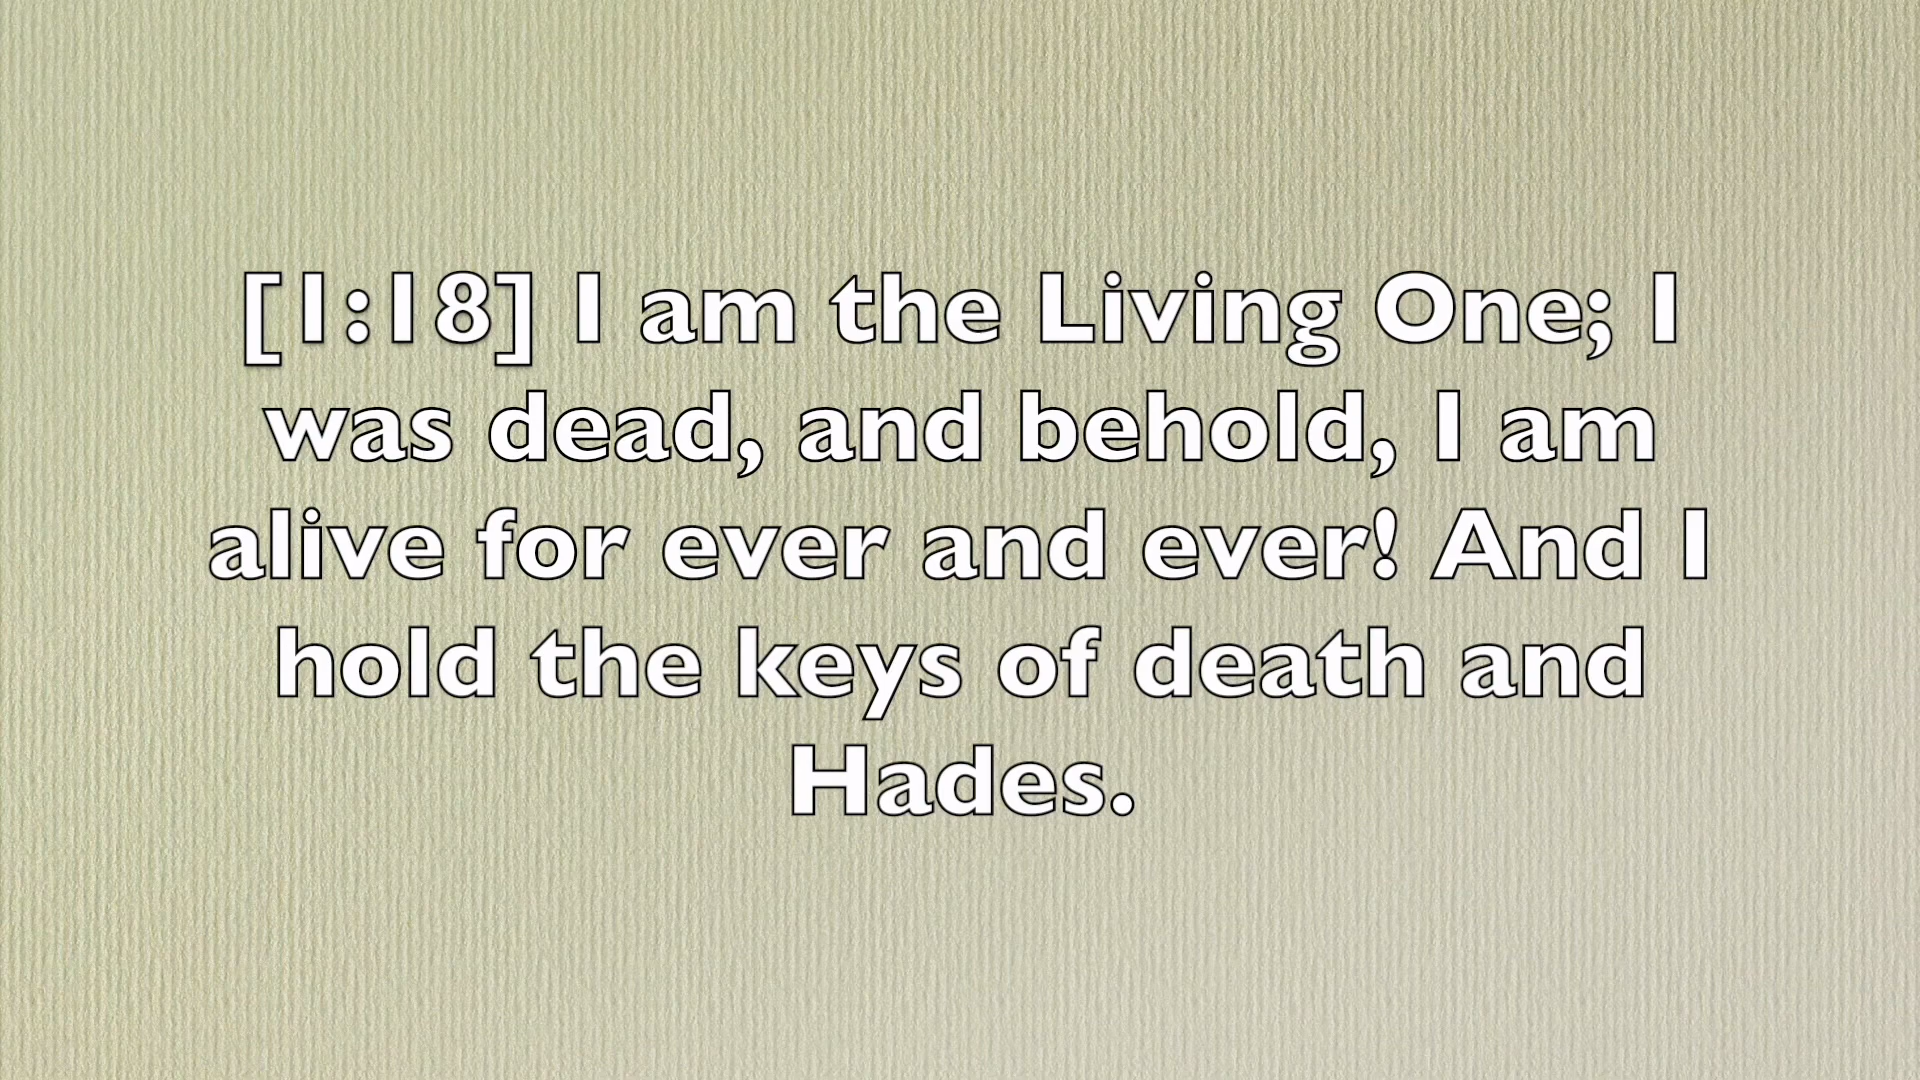 [1:18] I am the Living One; I
was dead, and behold, I am
alive for ever and ever! And I
hold the keys of death and
Hades.